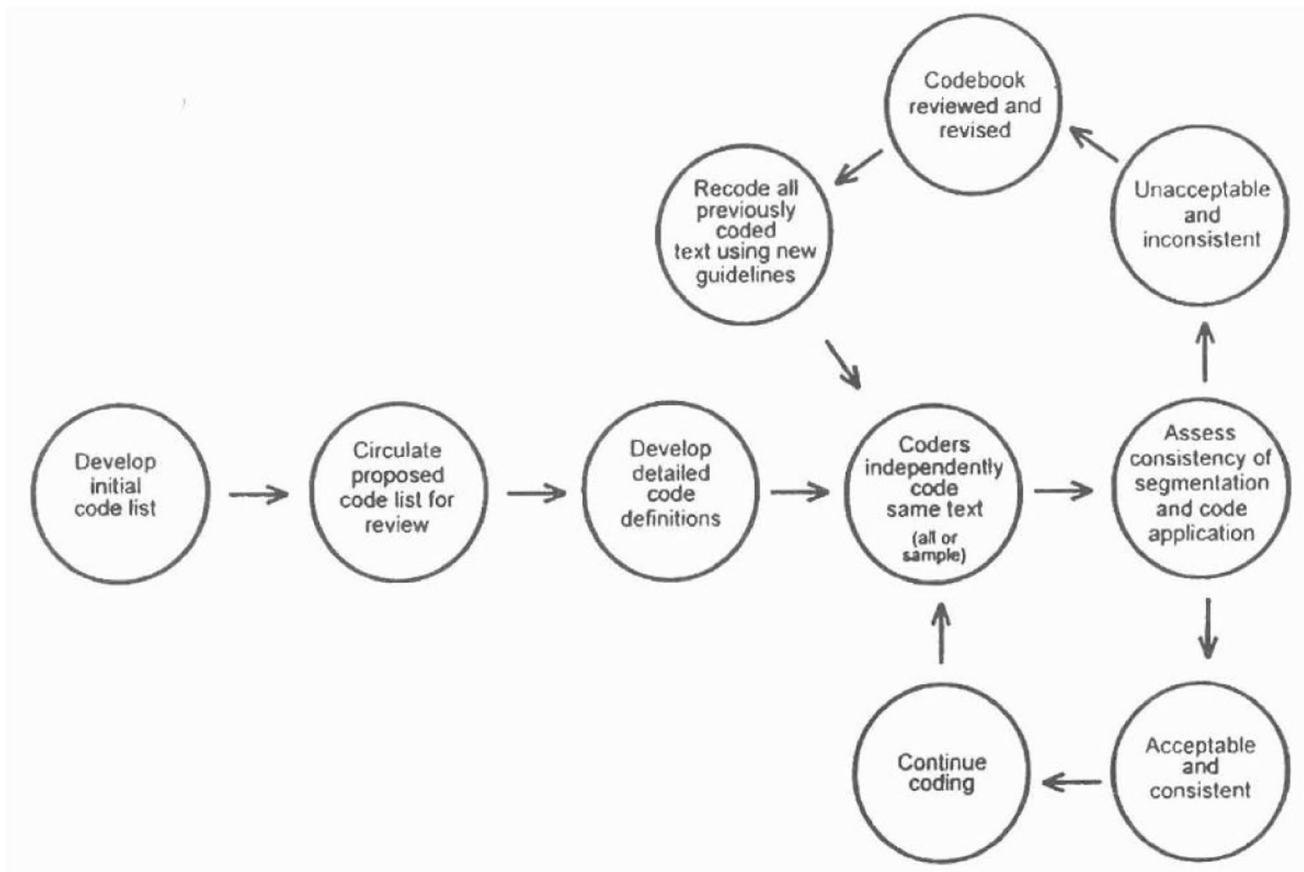 Codebook
reviewed and
revised
Recode all
previously
coded
text using new
guidelines
Unacceptable
and
inconsistent
Develop
initial
code list
Circulate
proposed
code list for
review
Develop
detailed
code
definitions
Coders
independently
code
same text
(all or
sample)
Assess
consistency of
segmentation
and code
application
Continue
coding
Acceptable
and
consistent